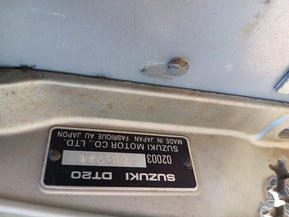 SUZUKI DT20
02003
SUZUKI MOTOR CO., LTD.
MADE IN JAPAN FABRIQUE AU JAPON